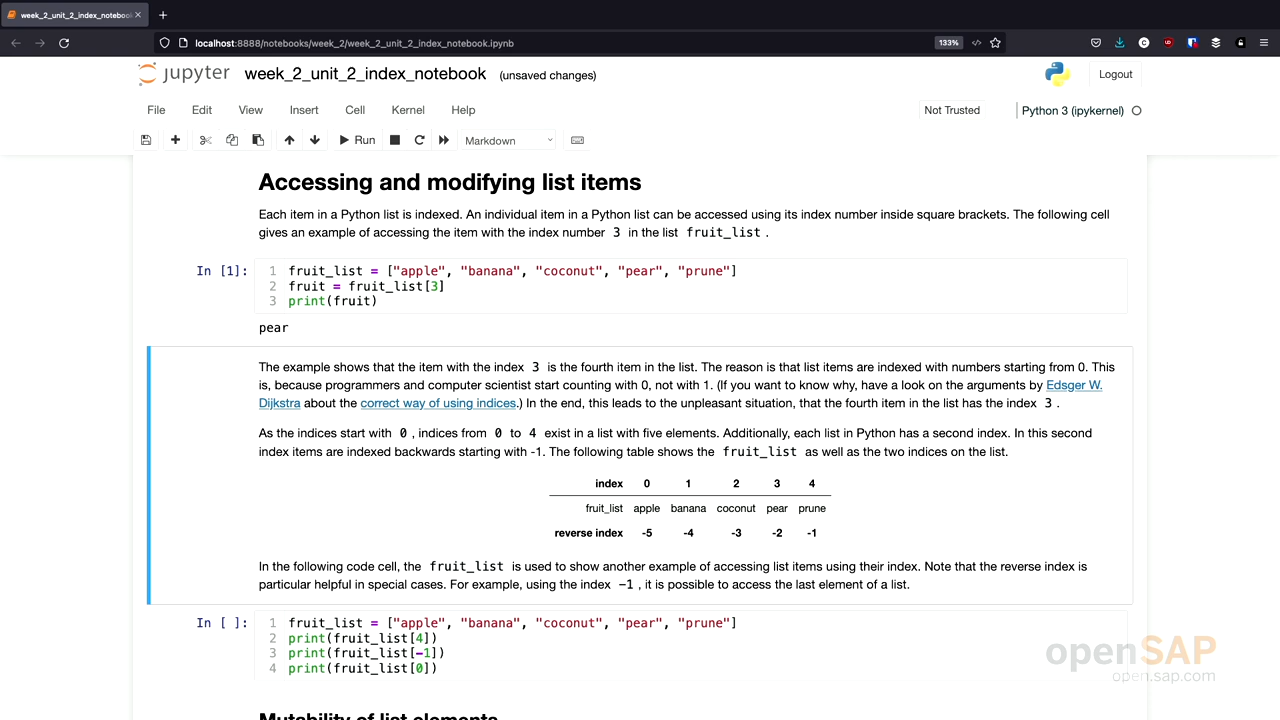 week_2_unit_2_index_notebook
localhost:8888/notebooks/week_2/week_2_unit_2_index_notebook.ipynb
133%
jupyter week_2_unit_2_index_notebook (unsaved changes)
Logout
File Edit View Insert Cell Kernel Help
Not Trusted
Python 3 (ipykernel)
Run
Markdown
Accessing and modifying list items
Each item in a Python list is indexed. An individual item in a Python list can be accessed using its index number inside square brackets. The following cell
gives an example of accessing the item with the index number 3 in the list fruit_list .
In [1]:
1 fruit_list = ["apple", "banana", "coconut", "pear", "prune"]
2 fruit = fruit_list[3]
3 print(fruit)
pear
The example shows that the item with the index 3 is the fourth item in the list. The reason is that list items are indexed with numbers starting from 0. This
is, because programmers and computer scientist start counting with 0, not with 1. (If you want to know why, have a look on the arguments by Edsger W.
Dijkstra about the correct way of using indices.) In the end, this leads to the unpleasant situation, that the fourth item in the list has the index 3 .
As the indices start with 0 , indices from 0 to 4 exist in a list with five elements. Additionally, each list in Python has a second index. In this second
index items are indexed backwards starting with -1. The following table shows the fruit_list as well as the two indices on the list.
index 0 1 2 3 4
fruit_list apple banana coconut pear prune
reverse index -5 -4 -3 -2 -1
In the following code cell, the fruit_list is used to show another example of accessing list items using their index. Note that the reverse index is
particular helpful in special cases. For example, using the index -1 , it is possible to access the last element of a list.
In [ ]:
1 fruit_list = ["apple", "banana", "coconut", "pear", "prune"]
2 print(fruit_list[4])
3 print(fruit_list[-1])
4 print(fruit_list[0])
openSAP
open.sap.com
Mutability of list elements